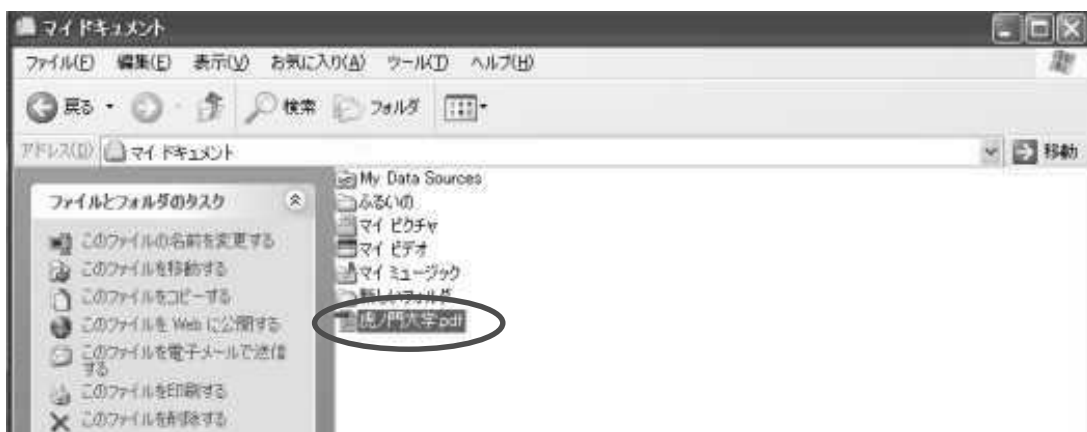 マイ ドキュメント
ファイル(E) 編集(E) 表示(V) お気に入り(A) ツール(T) ヘルプ(H)
戻る 検索 フォルダ
アドレス(D) マイ ドキュメント 移動
ファイルとフォルダのタスク
このファイルの名前を変更する
このファイルを移動する
このファイルをコピーする
このファイルを Web に公開する
このファイルを電子メールで送信
する
このファイルを印刷する
このファイルを削除する
My Data Sources
ふるいの
マイ ピクチャ
マイ ビデオ
マイ ミュージック
新しいフォルダ
虎ノ門大学.pdf